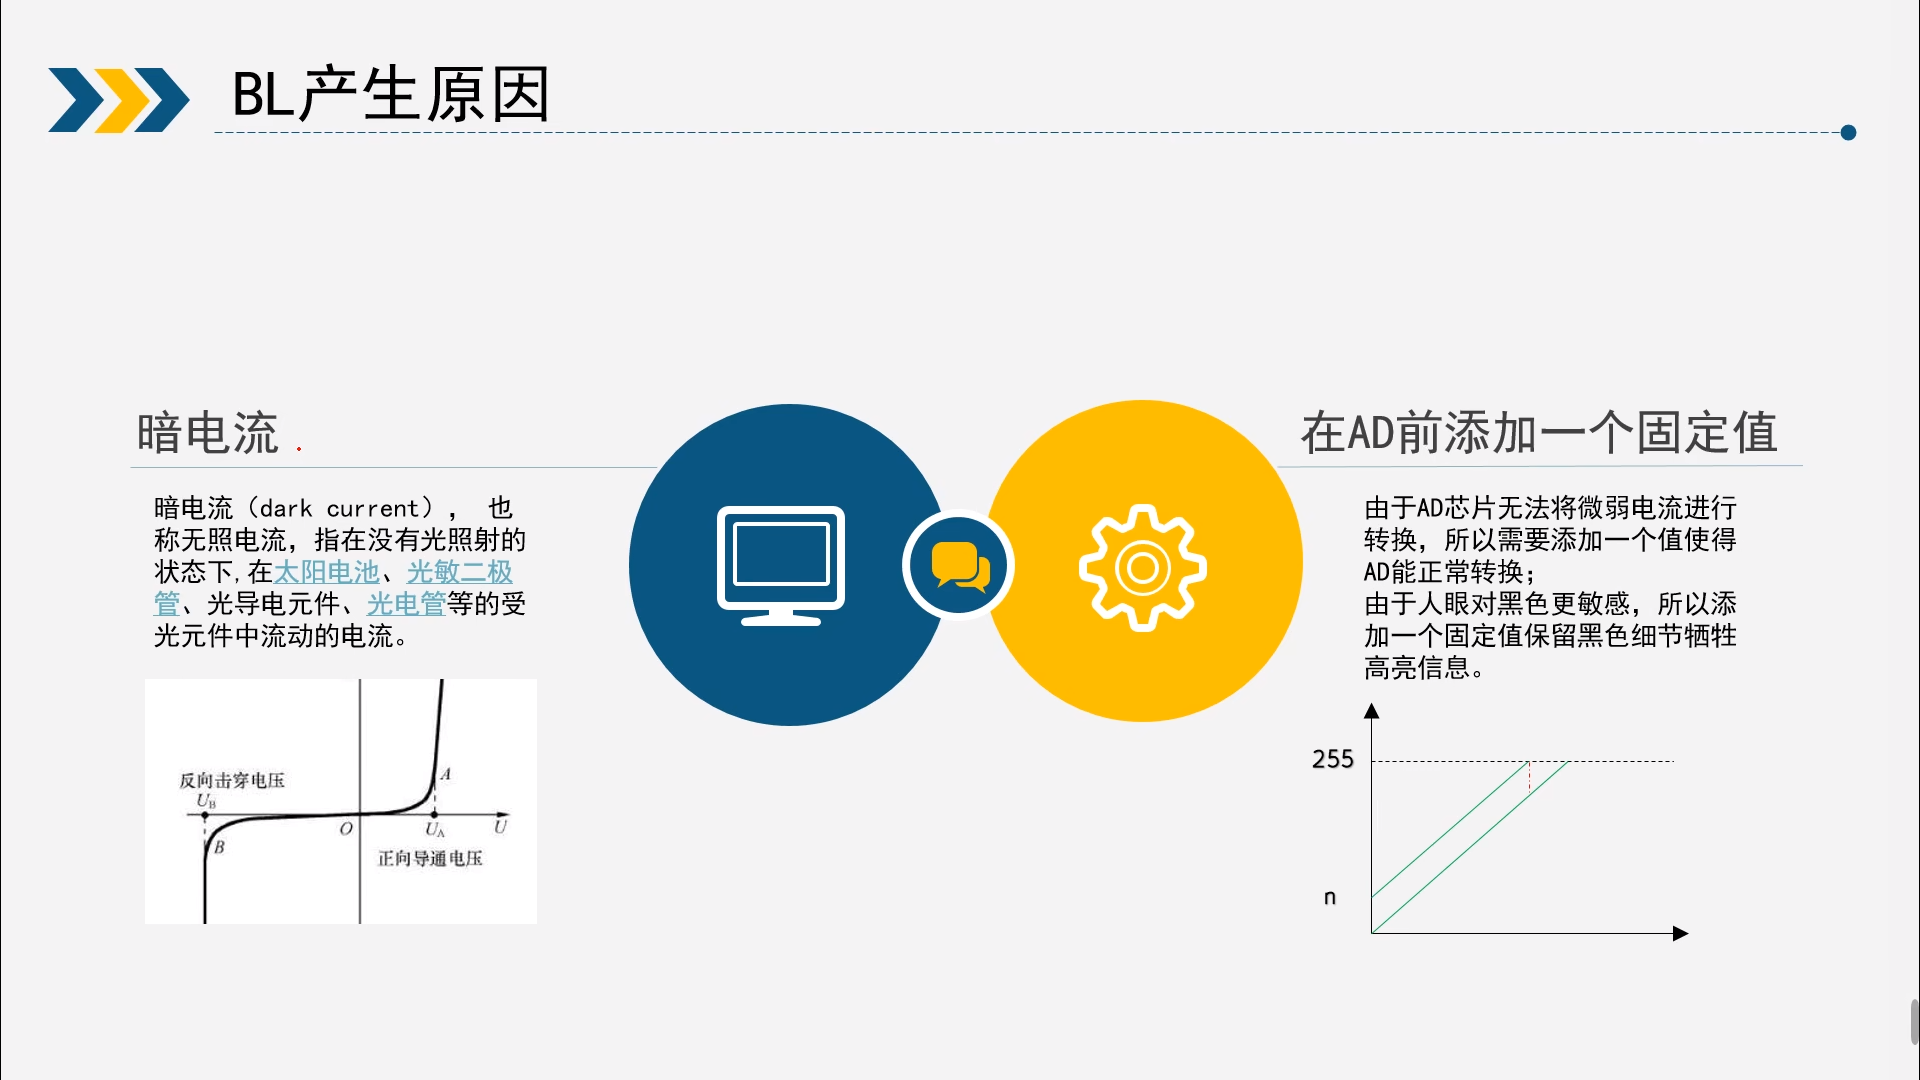 BL产生原因
暗电流
暗电流（dark current）， 也
称无照电流，指在没有光照射的
状态下,在太阳电池、光敏二极
管、光导电元件、光电管等的受
光元件中流动的电流。
反向击穿电压
U_B
B
O
A
U_A
U
正向导通电压
在AD前添加一个固定值
由于AD芯片无法将微弱电流进行
转换，所以需要添加一个值使得
AD能正常转换；
由于人眼对黑色更敏感，所以添
加一个固定值保留黑色细节牺牲
高亮信息。
255
n